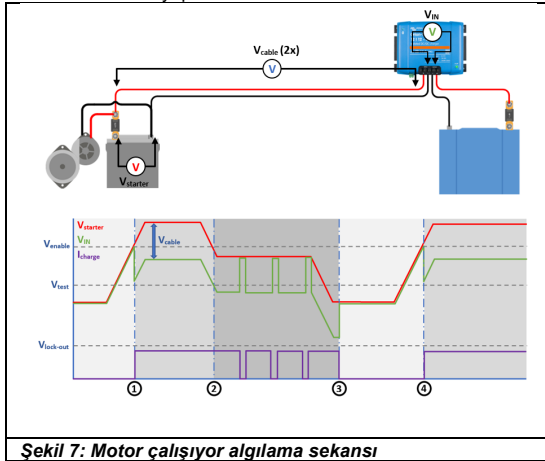 V_IN
V
V_cable (2x)
V
V
V_starter
V_starter
V_IN
I_charge
V_enable
V_cable
V_test
V_lock-out
① ② ③ ④
Şekil 7: Motor çalışıyor algılama sekansı